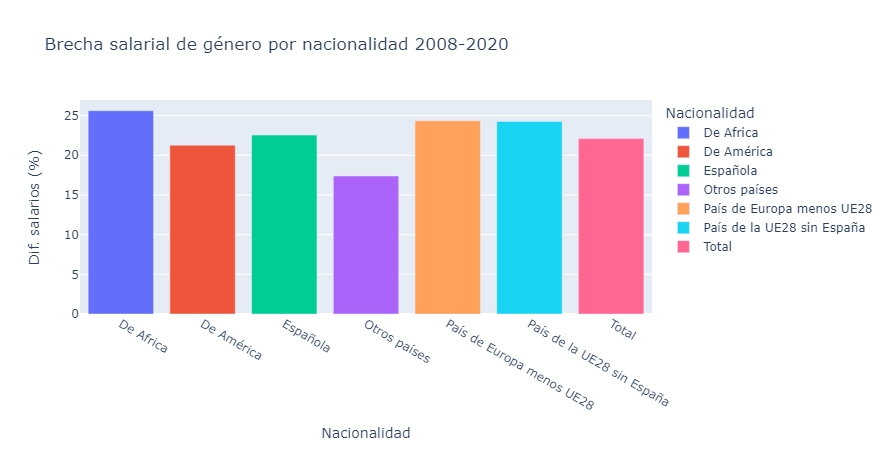 Brecha salarial de género por nacionalidad 2008-2020
Dif. salarios (%)
25
20
15
10
5
0
De Africa
De América
Española
Otros países
País de Europa menos UE28
País de la UE28 sin España
Total
Nacionalidad
Nacionalidad
De Africa
De América
Española
Otros países
País de Europa menos UE28
País de la UE28 sin España
Total